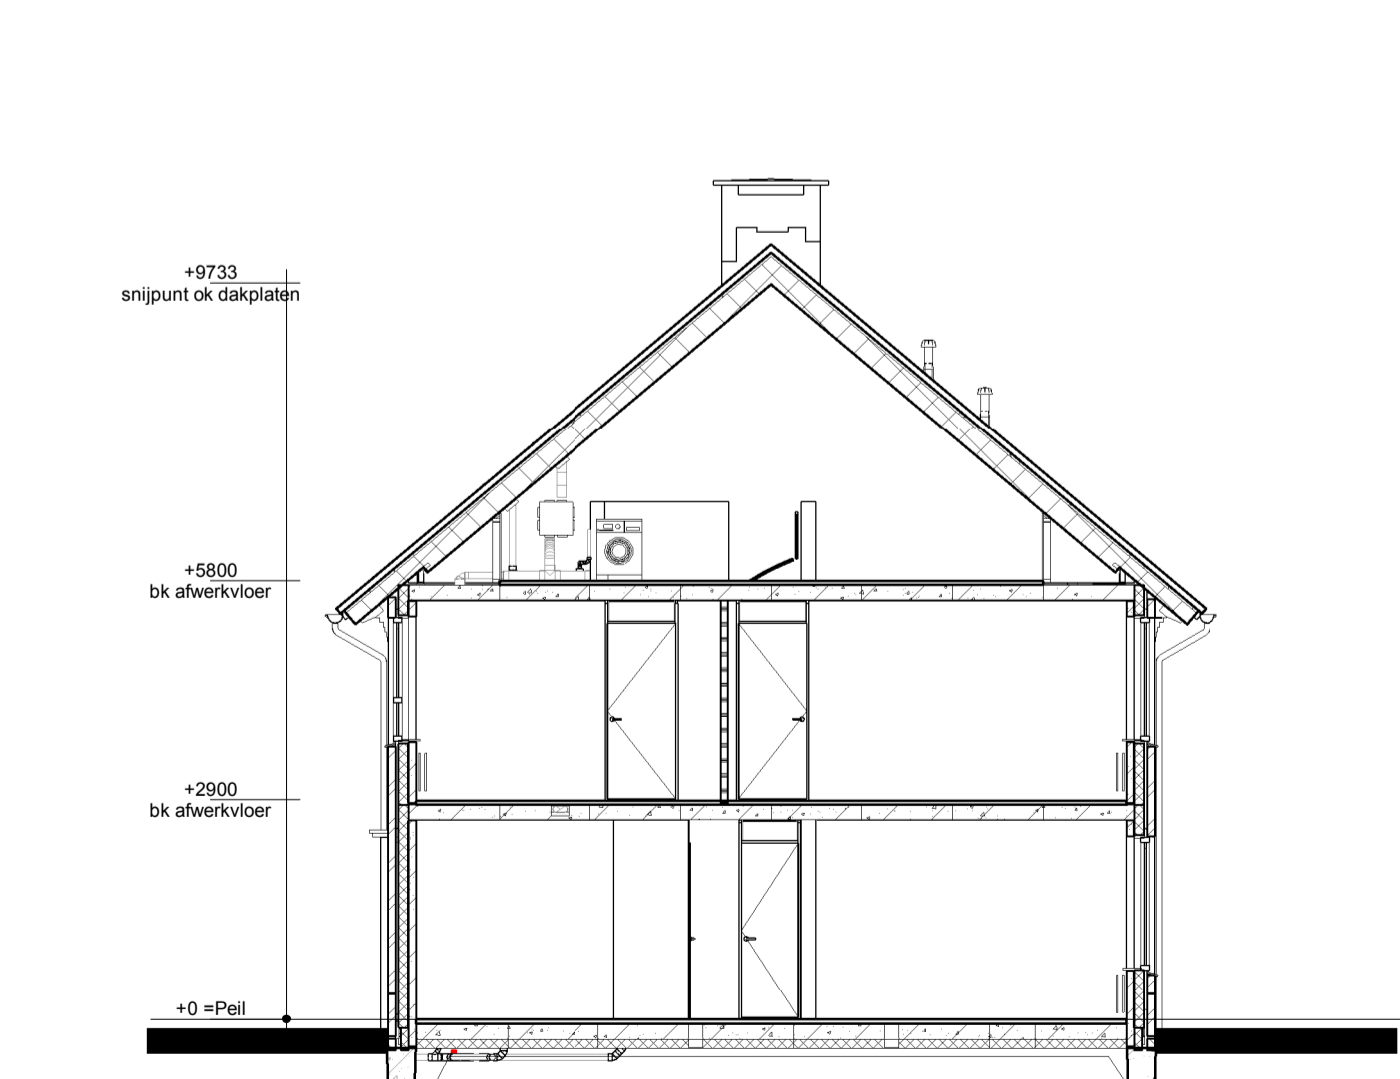 +9733
snijpunt ok dakplaten
+5800
bk afwerkvloer
+2900
bk afwerkvloer
+0 =Peil